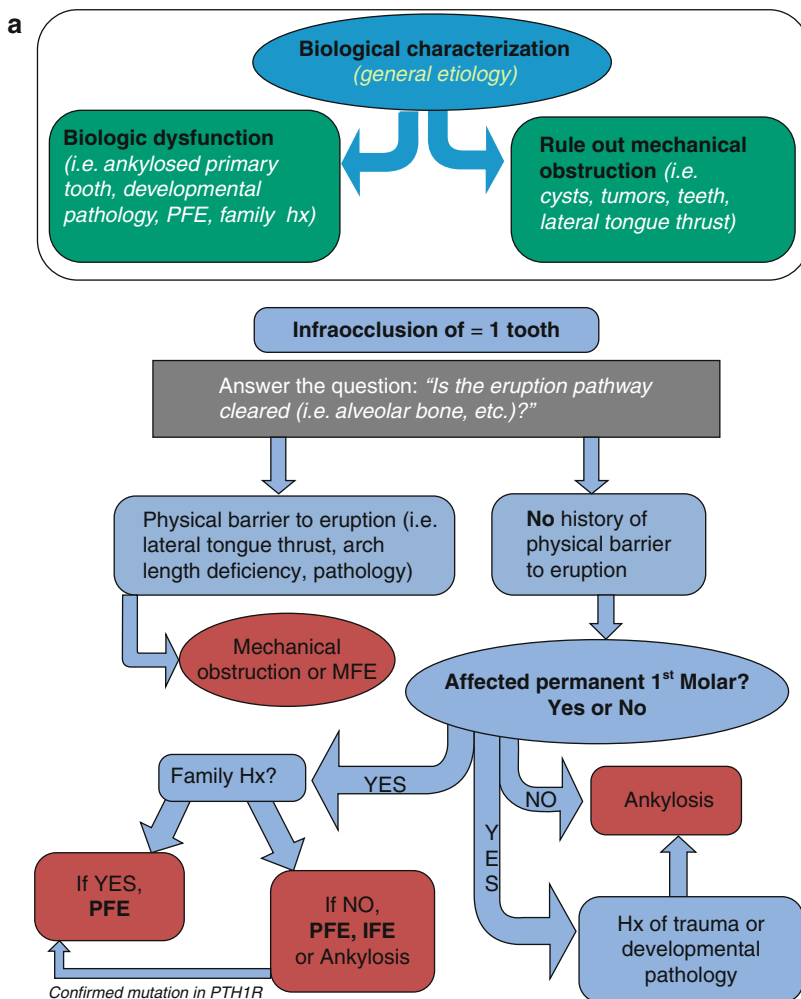 a
Biological characterization
(general etiology)
Biologic dysfunction
(i.e. ankylosed primary
tooth, developmental
pathology, PFE, family hx)
Rule out mechanical
obstruction (i.e.
cysts, tumors, teeth,
lateral tongue thrust)
Infraocclusion of = 1 tooth
Answer the question: “Is the eruption pathway
cleared (i.e. alveolar bone, etc.)?”
Physical barrier to eruption (i.e.
lateral tongue thrust, arch
length deficiency, pathology)
No history of
physical barrier
to eruption
Mechanical
obstruction or MFE
Affected permanent 1st Molar?
Yes or No
Family Hx?
YES
YES
NO
Ankylosis
If YES,
PFE
If NO,
PFE, IFE
or Ankylosis
Hx of trauma or
developmental
pathology
Confirmed mutation in PTH1R